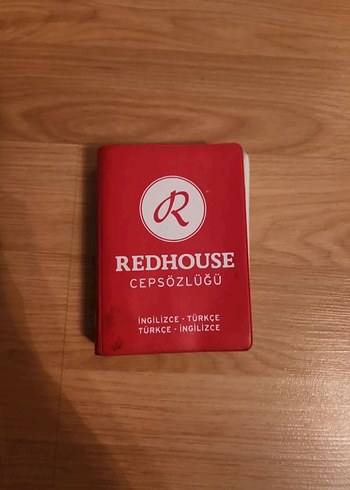 R
REDHOUSE
CEPSÖZLÜĞÜ
İNGİLİZCE - TÜRKÇE
TÜRKÇE - İNGİLİZCE